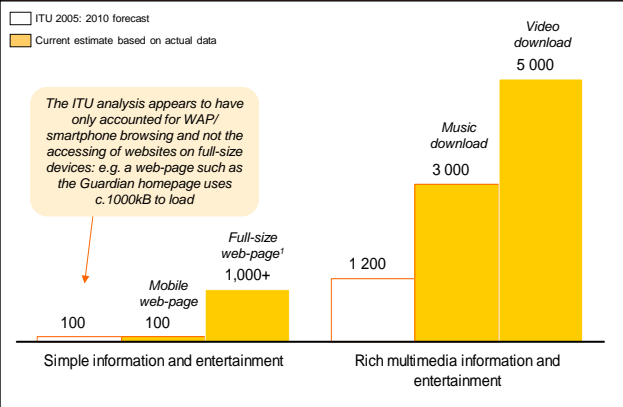 ITU 2005: 2010 forecast
Current estimate based on actual data
The ITU analysis appears to have
only accounted for WAP/
smartphone browsing and not the
accessing of websites on full-size
devices: e.g. a web-page such as
the Guardian homepage uses
c.1000kB to load
100
Mobile
web-page
100
Full-size
web-page¹
1,000+
1 200
Music
download
3 000
Video
download
5 000
Simple information and entertainment
Rich multimedia information and
entertainment